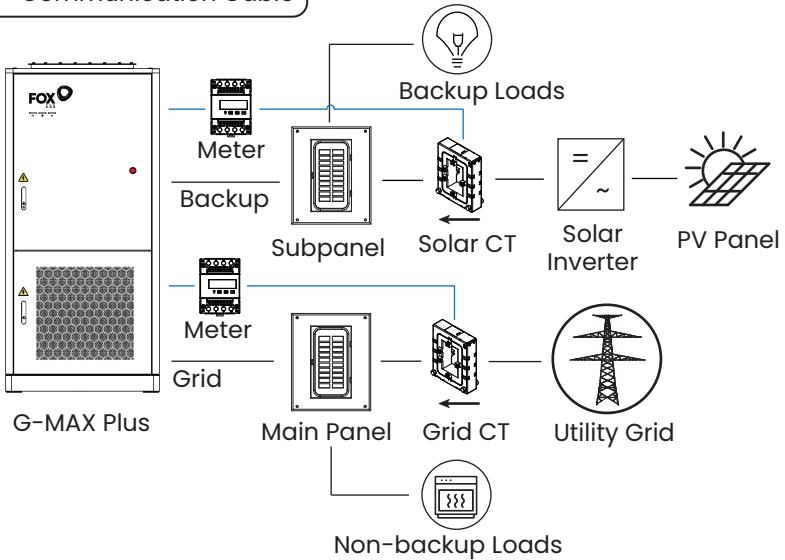 Communication Cable
FOX
ESS
Backup Loads
Meter
Backup
Subpanel
Solar CT
Solar
Inverter
PV Panel
Meter
Grid
G-MAX Plus
Main Panel
Grid CT
Utility Grid
Non-backup Loads